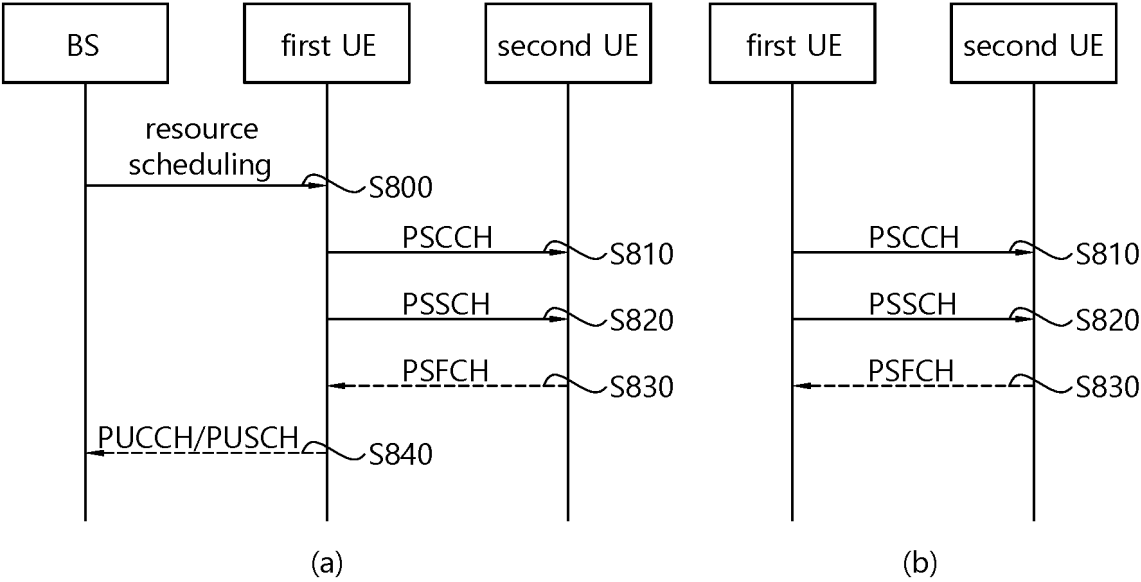 BS
first UE
second UE
first UE
second UE
resource
scheduling
S800
PSCCH
S810
PSCCH
S810
PSSCH
S820
PSSCH
S820
PSFCH
S830
PSFCH
S830
PUCCH/PUSCH
S840
(a)
(b)